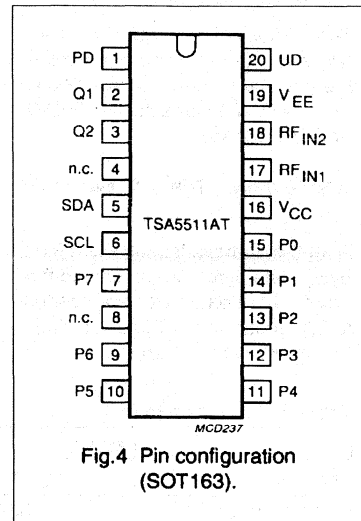 PD 1 20 UD
Q1 2 19 VEE
Q2 3 18 RFIN2
n.c. 4 17 RFIN1
SDA 5 16 VCC
TSA5511AT
SCL 6 15 P0
P7 7 14 P1
n.c. 8 13 P2
P6 9 12 P3
P5 10 11 P4
MCD237
Fig.4 Pin configuration
(SOT163).